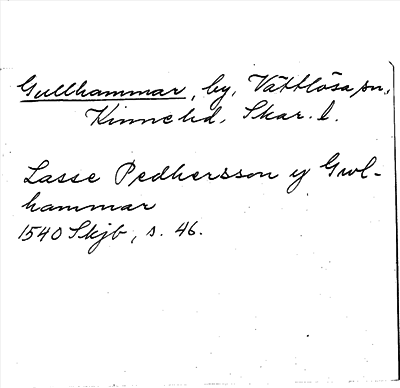 Gullhammar, by, Vättlösa sn,
Kinne hd, Skar. l.
Lasse Pedhersson y Gwl-
hammar
1540 Skjb, s. 46.